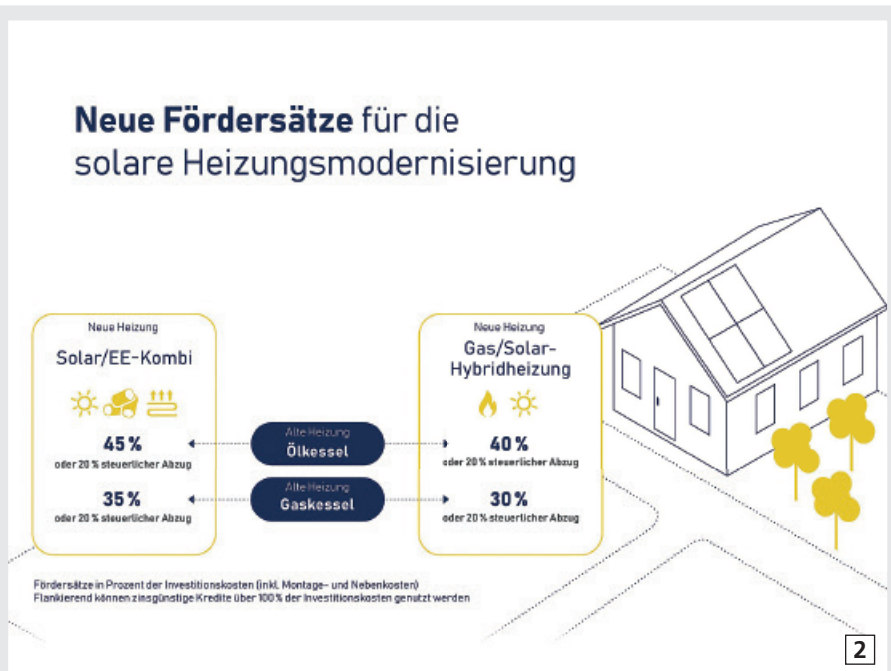 Neue Fördersätze für die
solare Heizungsmodernisierung
Neue Heizung
Solar/EE-Kombi
45 %
oder 20 % steuerlicher Abzug
35 %
oder 20 % steuerlicher Abzug
Alte Heizung
Ölkessel
Alte Heizung
Gaskessel
Neue Heizung
Gas/Solar-
Hybridheizung
40 %
oder 20 % steuerlicher Abzug
30 %
oder 20 % steuerlicher Abzug
Fördersätze in Prozent der Investitionskosten (inkl. Montage- und Nebenkosten)
Flankierend können zinsgünstige Kredite über 100 % der Investitionskosten genutzt werden
2